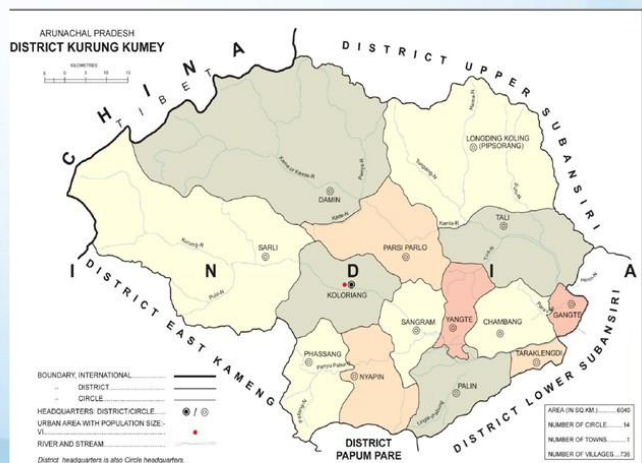 ARUNACHAL PRADESH
DISTRICT KURUNG KUMEY
KILOMETRES
CHINA
TIBET
DISTRICT UPPER SUBANSIRI
LONGDING KOLING
(PIPSORANG)
DAMIN
TALI
SARLI
Kurung-R
PARSI PARLO
INDIA
KOLORIANG
GANGTE
SANGRAM
YANGTE
CHAMBANG
PHASSANG
TARAKLENGDI
NYAPIN
PALIN
DISTRICT EAST KAMENG
DISTRICT LOWER SUBANSIRI
DISTRICT
PAPUM PARE
BOUNDARY, INTERNATIONAL
" DISTRICT
" CIRCLE
HEADQUARTERS: DISTRICT/CIRCLE
URBAN AREA WITH POPULATION SIZE:-
VI
RIVER AND STREAM
District headquarters is also Circle headquarters.
AREA (IN SQ.KM.) 6040
NUMBER OF CIRCLE 14
NUMBER OF TOWNS 1
NUMBER OF VILLAGES